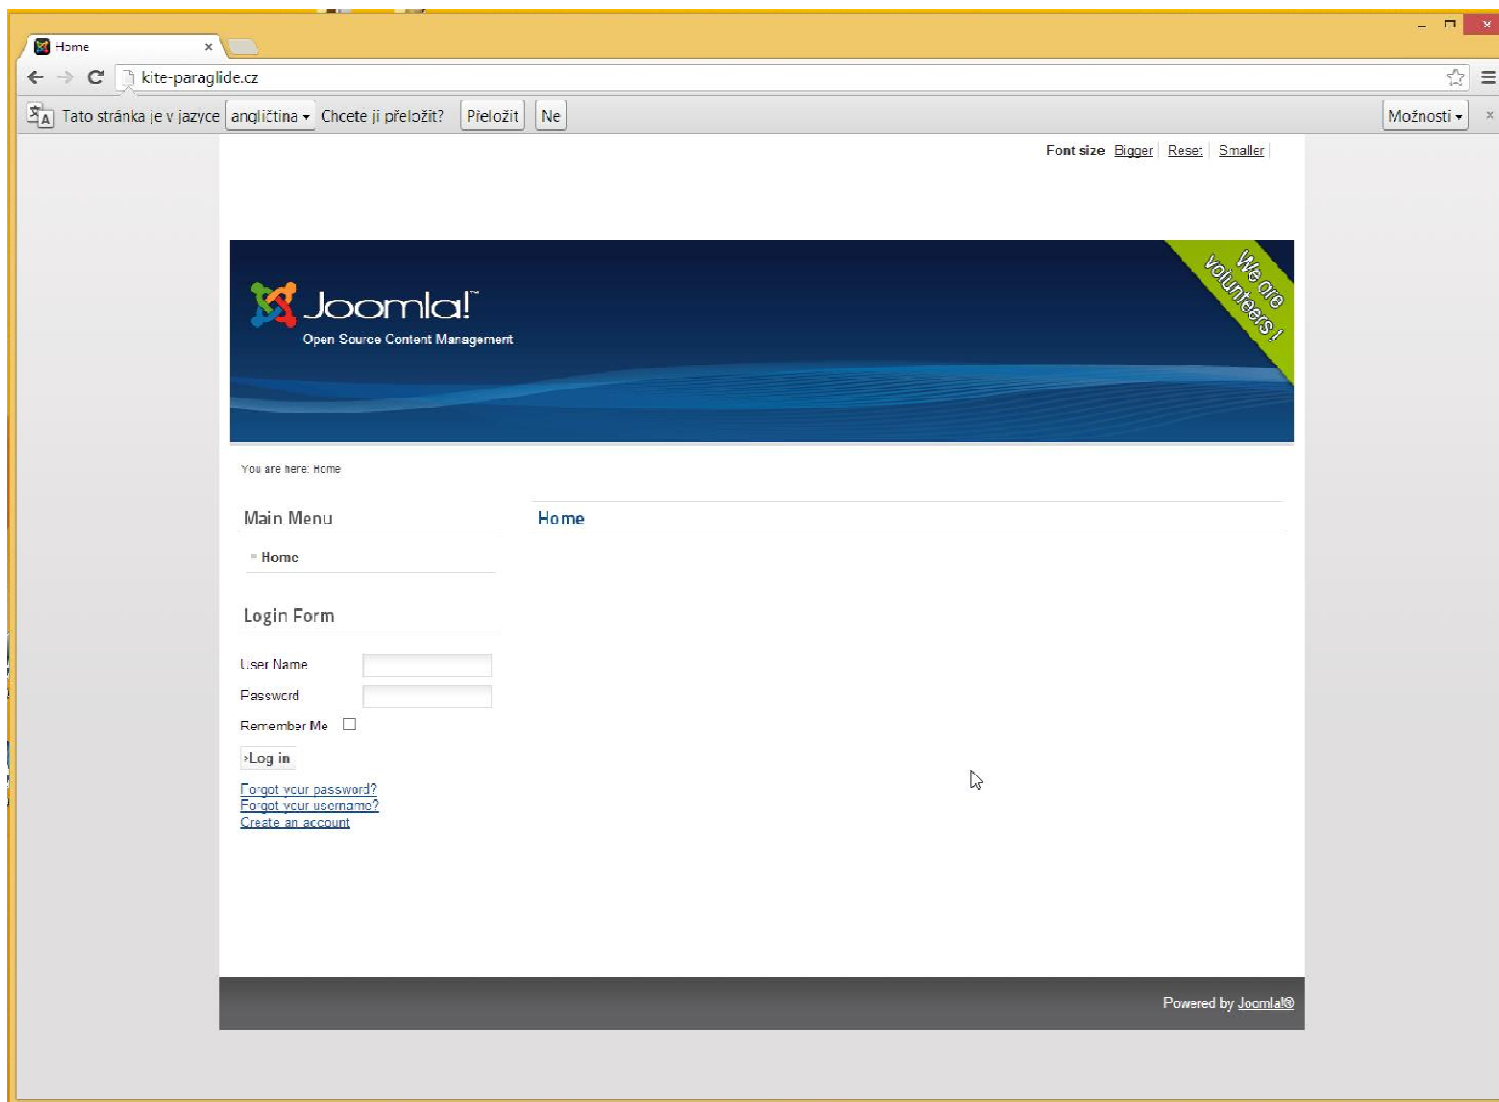 Home
kite-paraglide.cz
Tato stránka je v jazyce angličtina Chcete ji přeložit? Přeložit Ne Možnosti
Font size Bigger Reset Smaller
We are volunteers!
Joomla!™
Open Source Content Management
You are here: Home
Main Menu
Home
Home
Login Form
User Name
Password
Remember Me
Log in
Forgot your password?
Forgot your username?
Create an account
Powered by Joomla!®